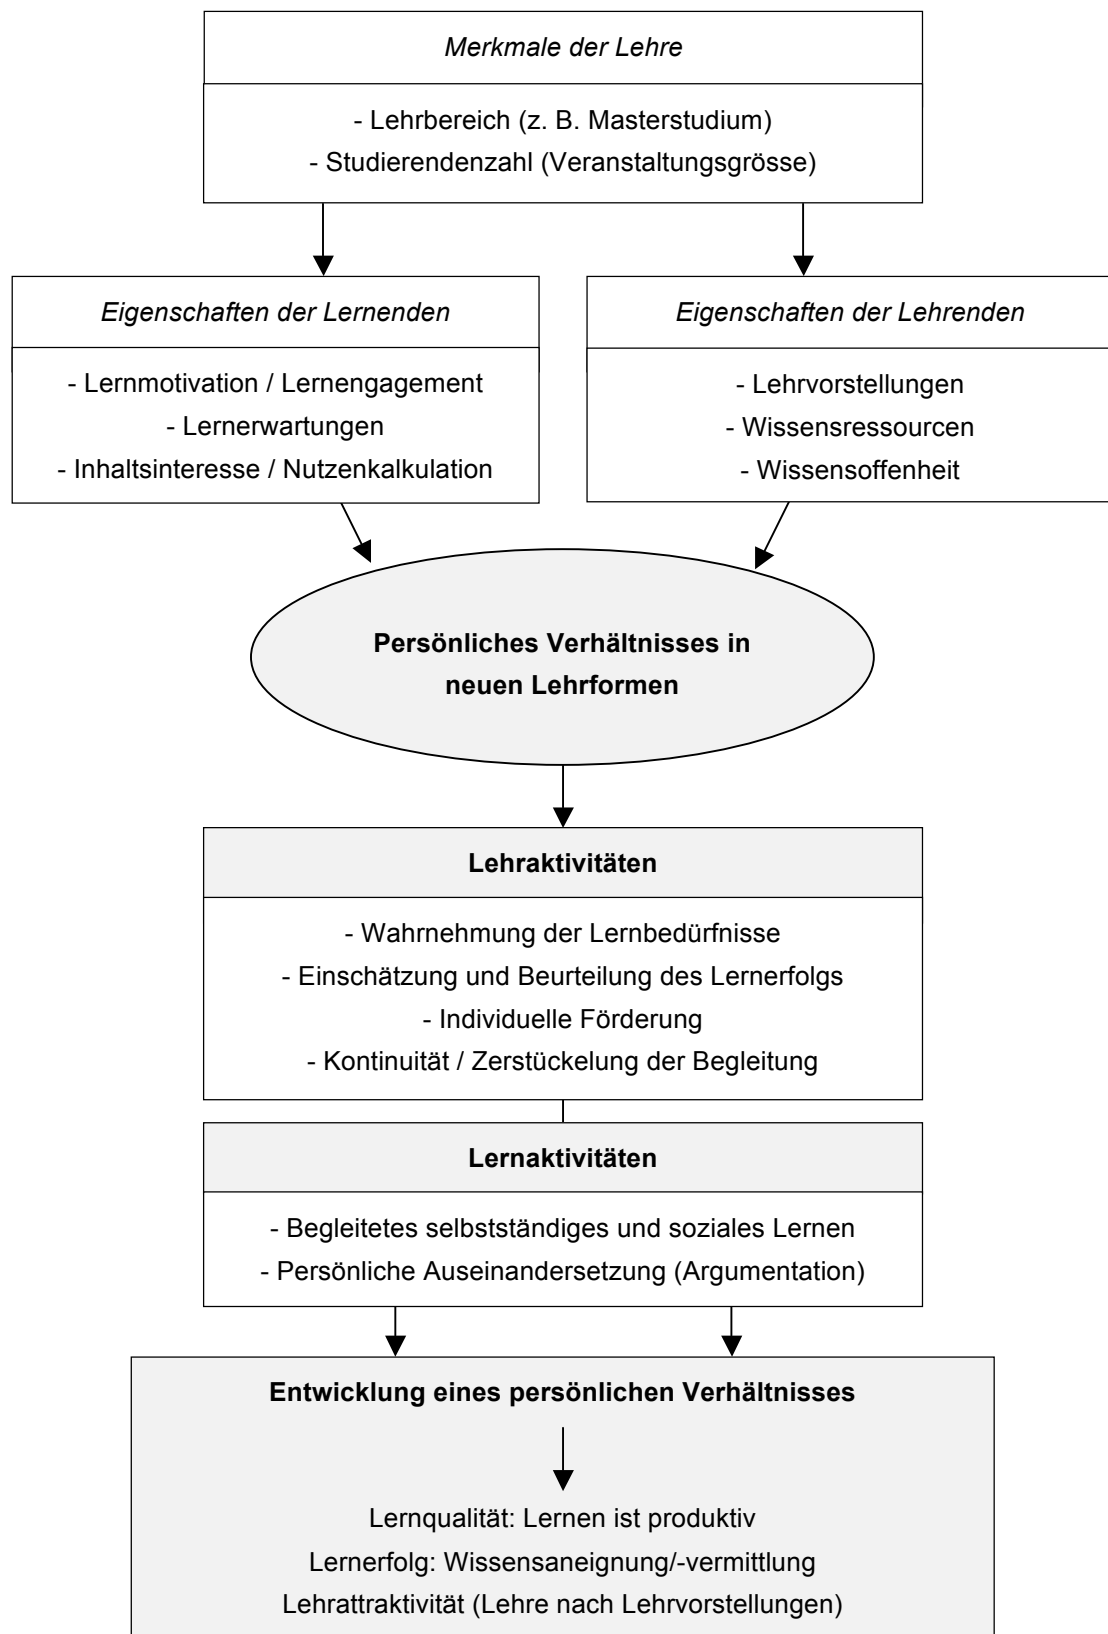 Merkmale der Lehre
- Lehrbereich (z. B. Masterstudium)
- Studierendenzahl (Veranstaltungsgrösse)
Eigenschaften der Lernenden
- Lernmotivation / Lernengagement
- Lernerwartungen
- Inhaltsinteresse / Nutzenkalkulation
Eigenschaften der Lehrenden
- Lehrvorstellungen
- Wissensressourcen
- Wissensoffenheit
Persönliches Verhältnisses in
neuen Lehrformen
Lehraktivitäten
- Wahrnehmung der Lernbedürfnisse
- Einschätzung und Beurteilung des Lernerfolgs
- Individuelle Förderung
- Kontinuität / Zerstückelung der Begleitung
Lernaktivitäten
- Begleitetes selbstständiges und soziales Lernen
- Persönliche Auseinandersetzung (Argumentation)
Entwicklung eines persönlichen Verhältnisses
Lernqualität: Lernen ist produktiv
Lernerfolg: Wissensaneignung/-vermittlung
Lehrattraktivität (Lehre nach Lehrvorstellungen)